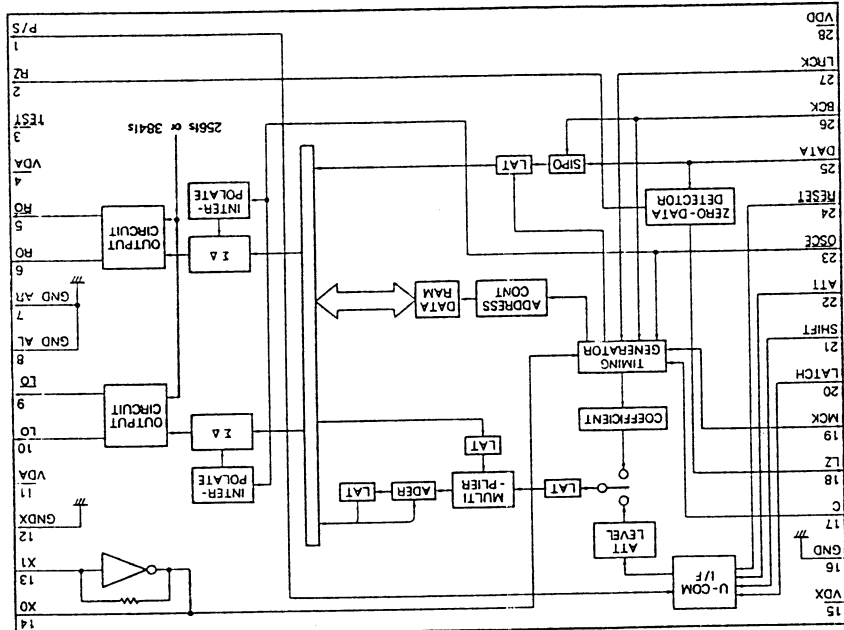 VDX
15
GND
16
C
17
LZ
18
MCK
19
LATCH
20
SHIFT
21
ATT
22
OSCE
23
RESET
24
DATA
25
BCK
26
LRCK
27
VDD
28
U-COM
I/F
ATT
LEVEL
LAT
MULTI
-PLIER
ADER
LAT
LAT
COEFFICIENT
TIMING
GENERATOR
ADDRESS
CONT
DATA
RAM
ZERO-DATA
DETECTOR
SIPO
LAT
INTER-
POLATE
Σ Δ
OUTPUT
CIRCUIT
Σ Δ
INTER-
POLATE
OUTPUT
CIRCUIT
256fs or 384fs
X0
14
X1
13
GNDX
12
VDA
11
LO
10
LO
9
GND AL
8
GND AR
7
RO
6
RO
5
VDA
4
TEST
3
RZ
2
P/S
1